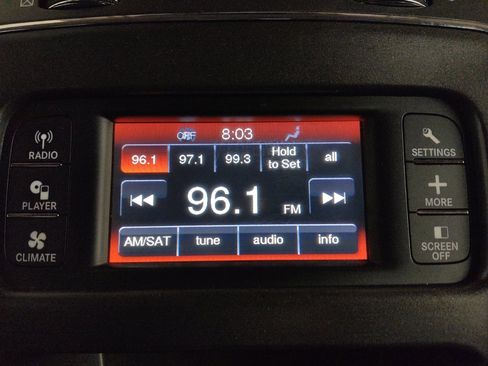 OFF 8:03
96.1 97.1 99.3 Hold to Set all
96.1 FM
AM/SAT tune audio info
RADIO
PLAYER
CLIMATE
SETTINGS
MORE
SCREEN OFF